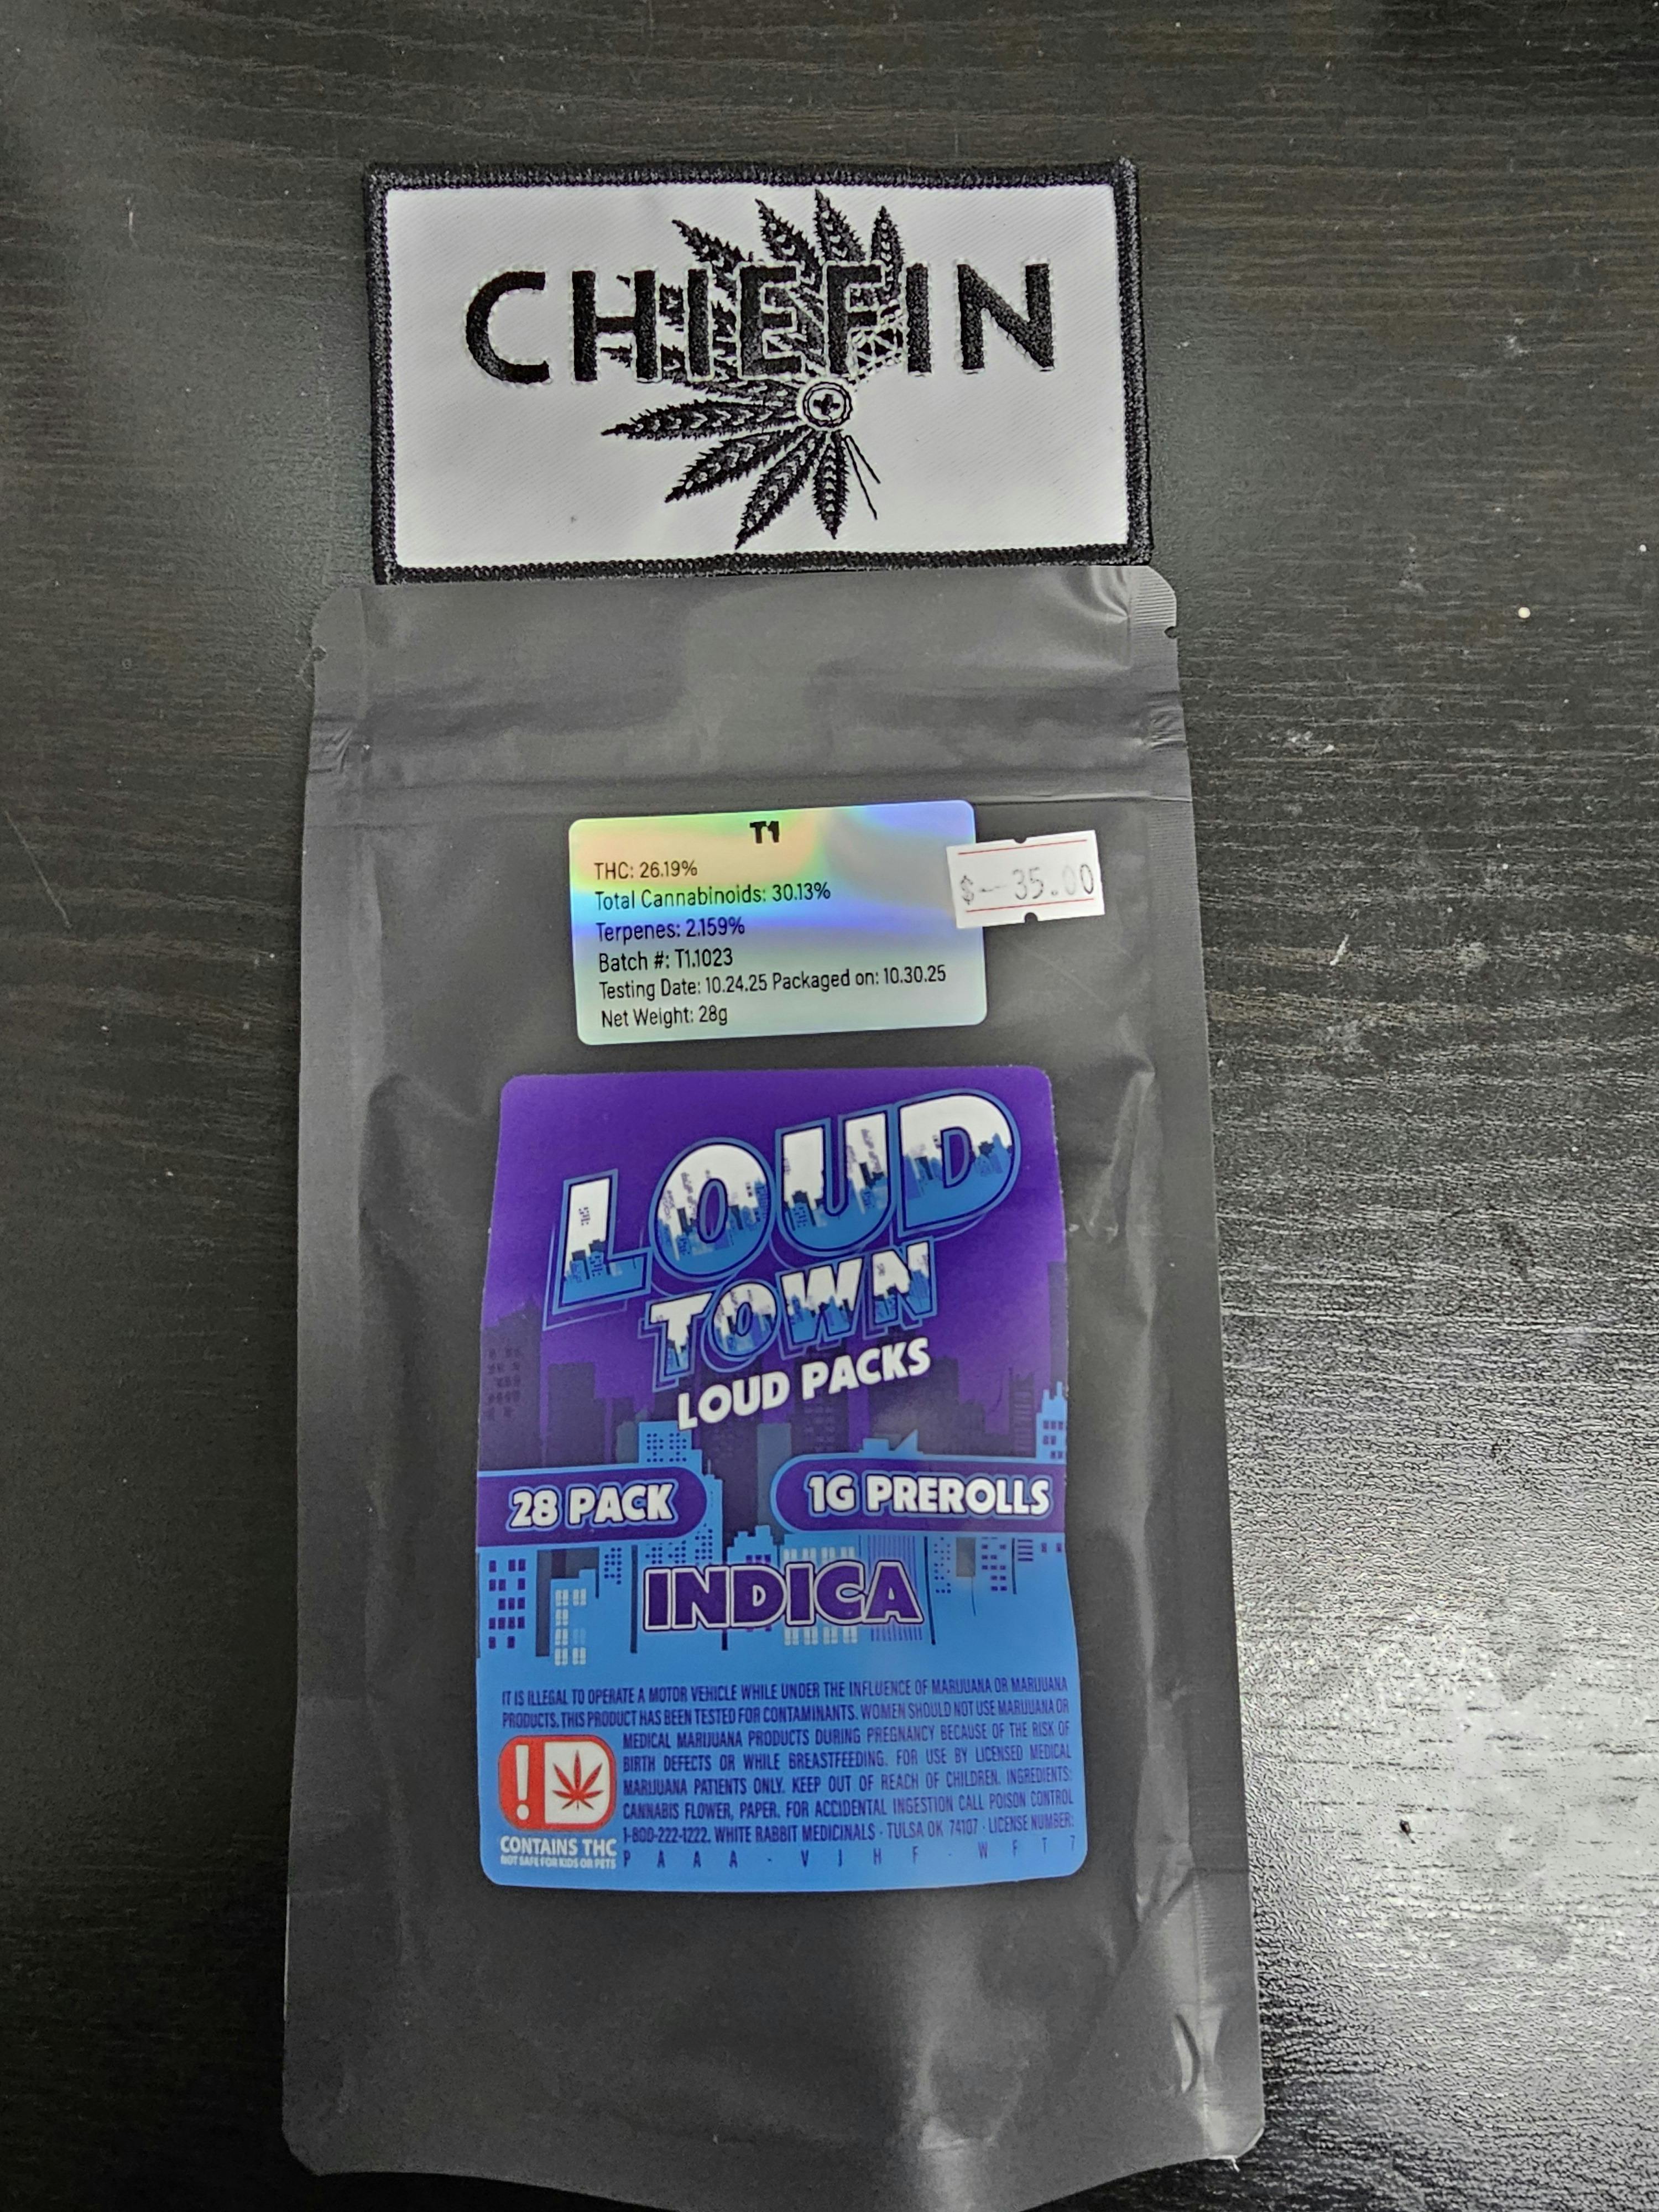 CHIEFIN
T1
THC: 26.19%
Total Cannabinoids: 30.13%
Terpenes: 2.159%
Batch #: T1.1023
Testing Date: 10.24.25 Packaged on: 10.30.25
Net Weight: 28g
$--35.00
LOUD
TOWN
LOUD PACKS
28 PACK
1G PREROLLS
INDICA
IT IS ILLEGAL TO OPERATE A MOTOR VEHICLE WHILE UNDER THE INFLUENCE OF MARIJUANA OR MARIJUANA
PRODUCTS. THIS PRODUCT HAS BEEN TESTED FOR CONTAMINANTS. WOMEN SHOULD NOT USE MARIJUANA OR
MEDICAL MARIJUANA PRODUCTS DURING PREGNANCY BECAUSE OF THE RISK OF
BIRTH DEFECTS OR WHILE BREASTFEEDING. FOR USE BY LICENSED MEDICAL
MARIJUANA PATIENTS ONLY. KEEP OUT OF REACH OF CHILDREN. INGREDIENTS:
CANNABIS FLOWER, PAPER. FOR ACCIDENTAL INGESTION CALL POISON CONTROL
1-800-222-1222. WHITE RABBIT MEDICINALS · TULSA OK 74107 · LICENSE NUMBER:
PAAA-VJHF-WFT7
CONTAINS THC
NOT SAFE FOR KIDS OR PETS